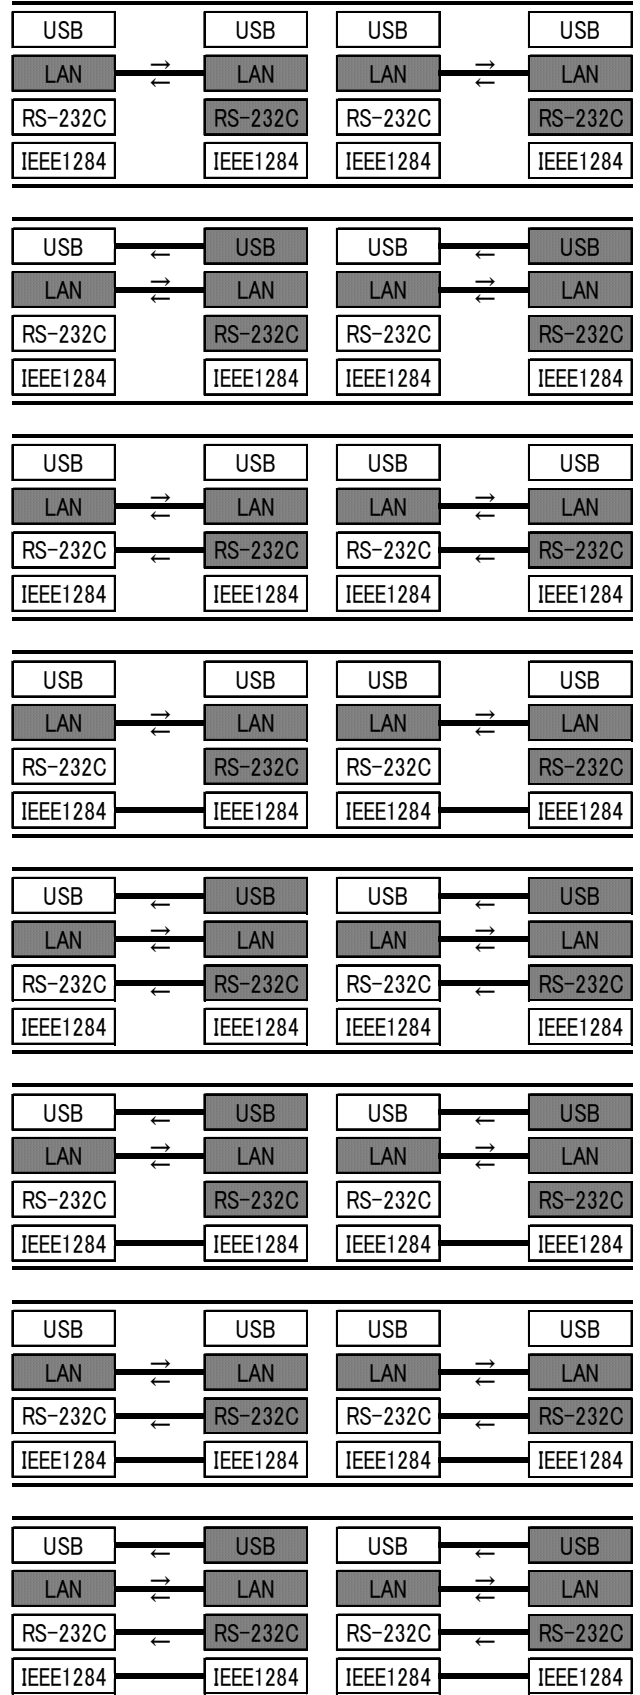 USB USB USB USB
LAN → ← LAN LAN → ← LAN
RS-232C RS-232C RS-232C RS-232C
IEEE1284 IEEE1284 IEEE1284 IEEE1284
USB ← USB USB ← USB
LAN → ← LAN LAN → ← LAN
RS-232C RS-232C RS-232C RS-232C
IEEE1284 IEEE1284 IEEE1284 IEEE1284
USB USB USB USB
LAN → ← LAN LAN → ← LAN
RS-232C ← RS-232C RS-232C ← RS-232C
IEEE1284 IEEE1284 IEEE1284 IEEE1284
USB USB USB USB
LAN → ← LAN LAN → ← LAN
RS-232C RS-232C RS-232C RS-232C
IEEE1284 IEEE1284 IEEE1284 IEEE1284
USB ← USB USB ← USB
LAN → ← LAN LAN → ← LAN
RS-232C ← RS-232C RS-232C ← RS-232C
IEEE1284 IEEE1284 IEEE1284 IEEE1284
USB ← USB USB ← USB
LAN → ← LAN LAN → ← LAN
RS-232C RS-232C RS-232C RS-232C
IEEE1284 IEEE1284 IEEE1284 IEEE1284
USB USB USB USB
LAN → ← LAN LAN → ← LAN
RS-232C ← RS-232C RS-232C ← RS-232C
IEEE1284 IEEE1284 IEEE1284 IEEE1284
USB ← USB USB ← USB
LAN → ← LAN LAN → ← LAN
RS-232C ← RS-232C RS-232C ← RS-232C
IEEE1284 IEEE1284 IEEE1284 IEEE1284